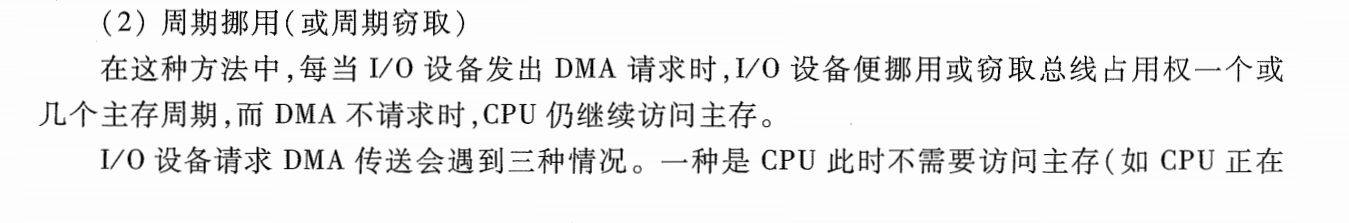 (2) 周期挪用(或周期窃取)
在这种方法中,每当 I/O 设备发出 DMA 请求时,I/O 设备便挪用或窃取总线占用权一个或
几个主存周期,而 DMA 不请求时,CPU 仍继续访问主存。
I/O 设备请求 DMA 传送会遇到三种情况。一种是 CPU 此时不需要访问主存(如 CPU 正在